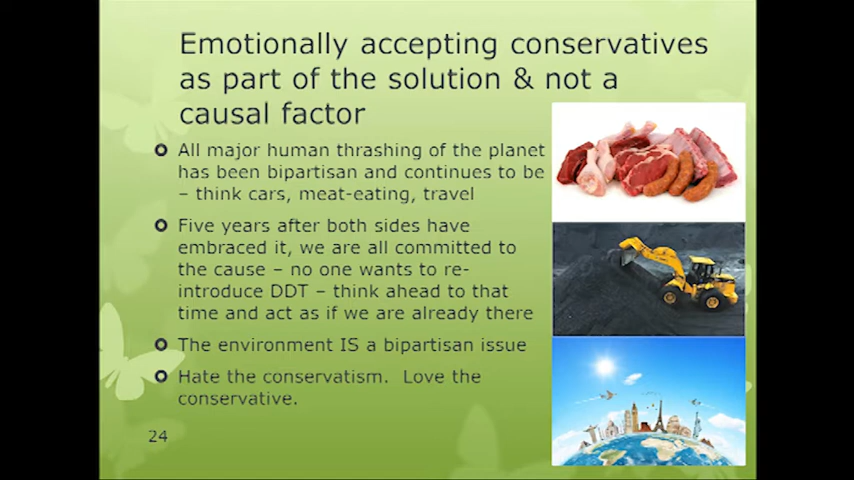 Emotionally accepting conservatives
as part of the solution & not a
causal factor
All major human thrashing of the planet
has been bipartisan and continues to be
– think cars, meat-eating, travel
Five years after both sides have
embraced it, we are all committed to
the cause – no one wants to re-
introduce DDT – think ahead to that
time and act as if we are already there
The environment IS a bipartisan issue
Hate the conservatism.  Love the
conservative.
24